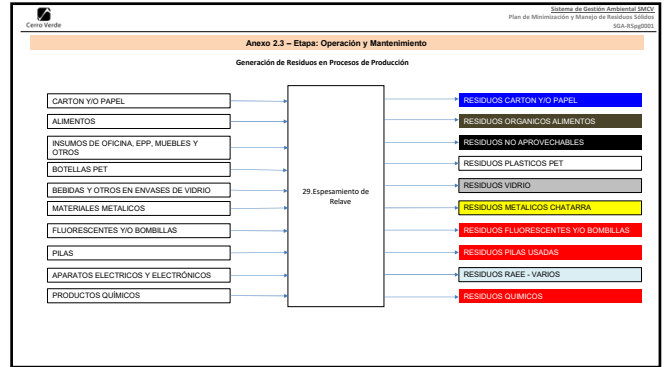 Cerro Verde
Sistema de Gestión Ambiental SMCV
Plan de Minimización y Manejo de Residuos Sólidos
SGA-RSpg0001
Anexo 2.3 – Etapa: Operación y Mantenimiento
Generación de Residuos en Procesos de Producción
CARTON Y/O PAPEL
ALIMENTOS
INSUMOS DE OFICINA, EPP, MUEBLES Y
OTROS
BOTELLAS PET
BEBIDAS Y OTROS EN ENVASES DE VIDRIO
MATERIALES METALICOS
FLUORESCENTES Y/O BOMBILLAS
PILAS
APARATOS ELECTRICOS Y ELECTRÓNICOS
PRODUCTOS QUÍMICOS
29.Espesamiento de
Relave
RESIDUOS CARTON Y/O PAPEL
RESIDUOS ORGANICOS ALIMENTOS
RESIDUOS NO APROVECHABLES
RESIDUOS PLASTICOS PET
RESIDUOS VIDRIO
RESIDUOS METALICOS CHATARRA
RESIDUOS FLUORESCENTES Y/O BOMBILLAS
RESIDUOS PILAS USADAS
RESIDUOS RAEE - VARIOS
RESIDUOS QUIMICOS